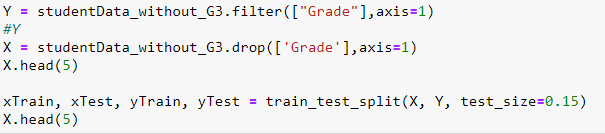 Y = studentData_without_G3.filter(["Grade"],axis=1)
#Y
X = studentData_without_G3.drop(['Grade'],axis=1)
X.head(5)
xTrain, xTest, yTrain, yTest = train_test_split(X, Y, test_size=0.15)
X.head(5)